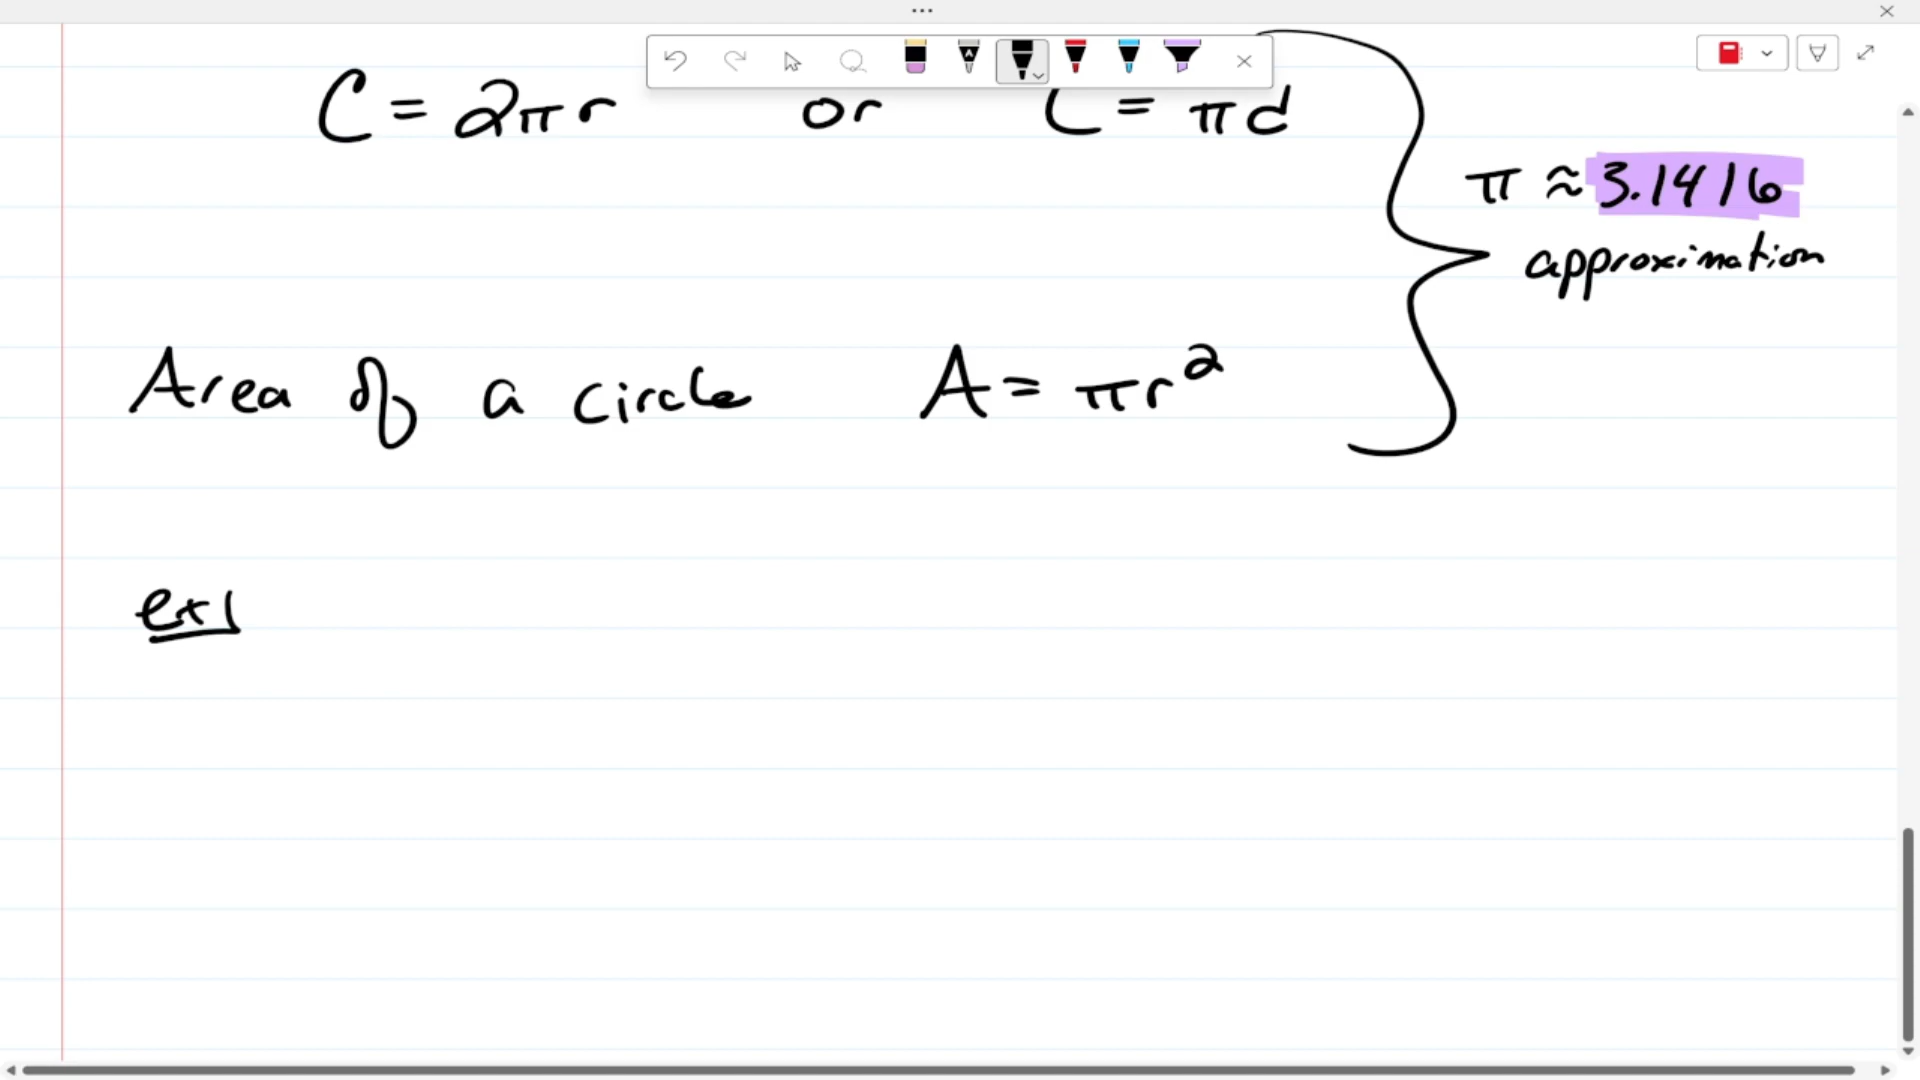 C = 2πr or C = πd
π ≈ 3.1416
approximation
Area of a circle A = πr²
ex1